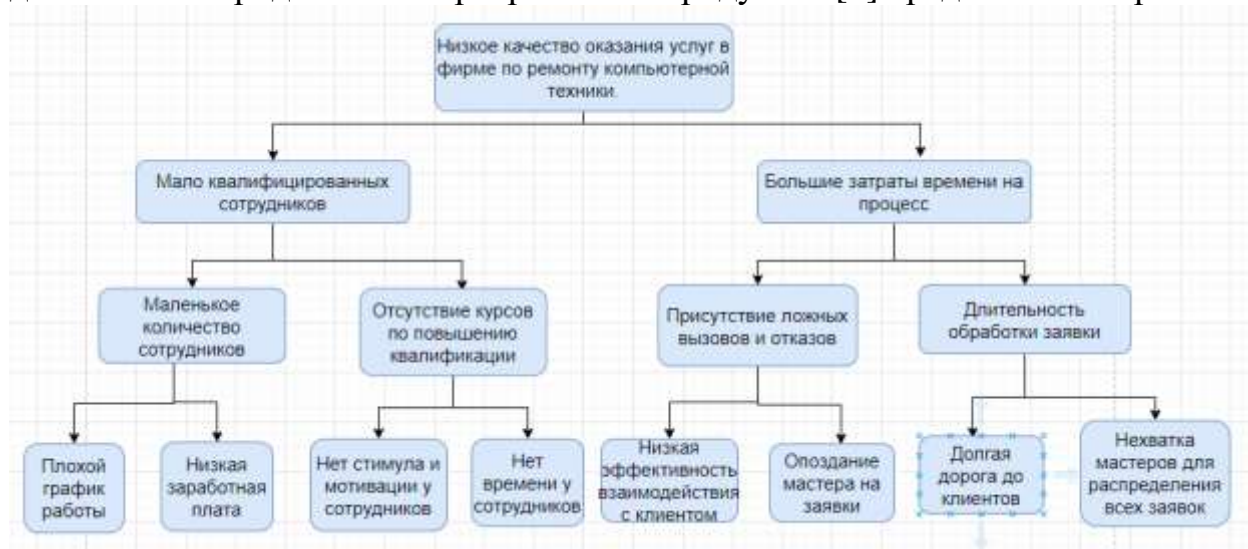 Низкое качество оказания услуг в
фирме по ремонту компьютерной
техники.
Мало квалифицированных
сотрудников
Большие затраты времени на
процесс
Маленькое
количество
сотрудников
Отсутствие курсов
по повышению
квалификации
Присутствие ложных
вызовов и отказов
Длительность
обработки заявки
Плохой
график
работы
Низкая
заработная
плата
Нет стимула и
мотивации у
сотрудников
Нет
времени у
сотрудников
Низкая
эффективность
взаимодействия
с клиентом
Опоздание
мастера на
заявки
Долгая
дорога до
клиентов
Нехватка
мастеров для
распределения
всех заявок